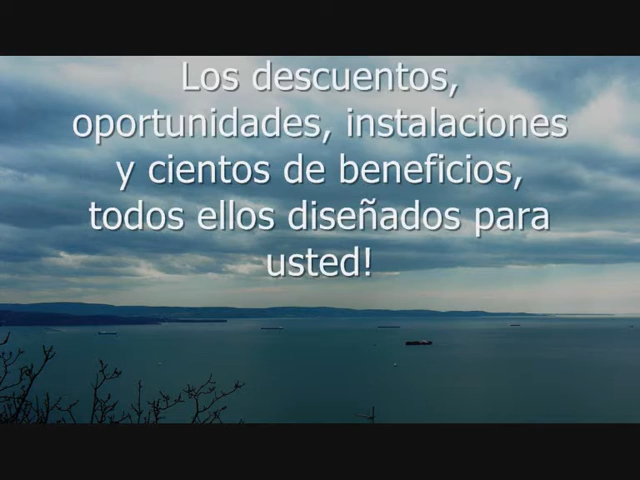 Los descuentos,
oportunidades, instalaciones
y cientos de beneficios,
todos ellos diseñados para
usted!